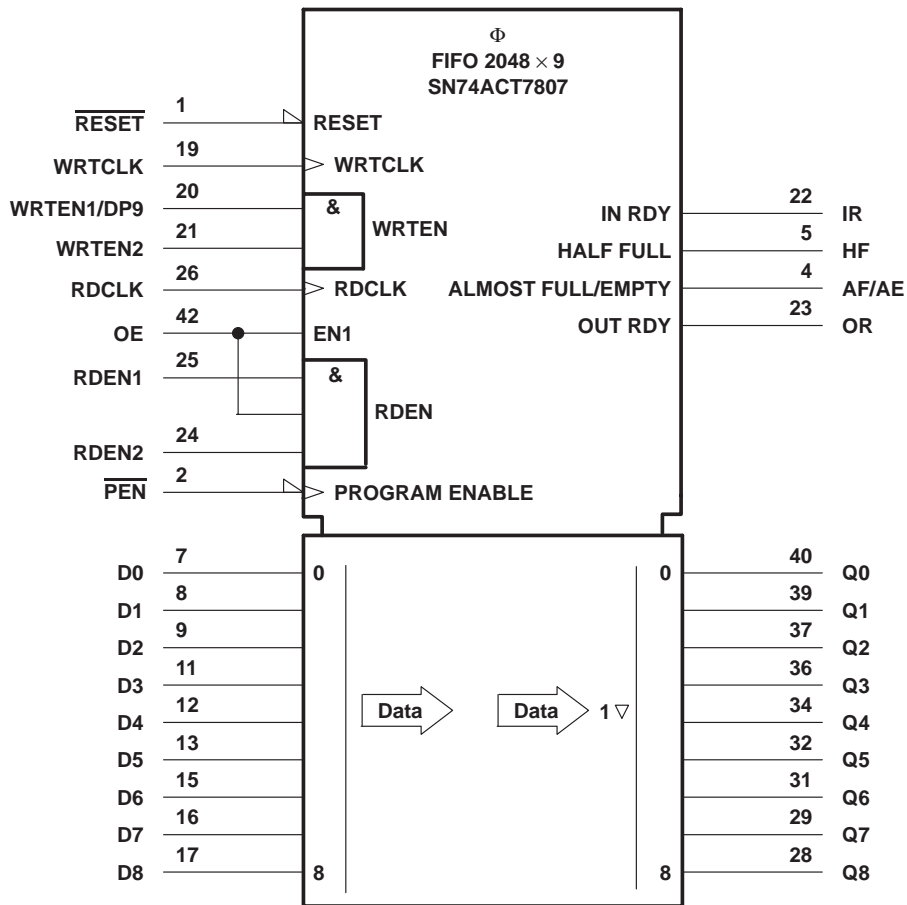 Φ
FIFO 2048 × 9
SN74ACT7807
RESET 1 RESET
WRTCLK 19 WRTCLK
WRTEN1/DP9 20 & IN RDY 22 IR
WRTEN
WRTEN2 21 HALF FULL 5 HF
RDCLK 26 RDCLK ALMOST FULL/EMPTY 4 AF/AE
OE 42 EN1 OUT RDY 23 OR
RDEN1 25 &
RDEN
RDEN2 24
PEN 2 PROGRAM ENABLE
D0 7 0 0 40 Q0
D1 8 39 Q1
D2 9 37 Q2
D3 11 36 Q3
Data Data 1
D4 12 34 Q4
D5 13 32 Q5
D6 15 31 Q6
D7 16 29 Q7
D8 17 8 8 28 Q8